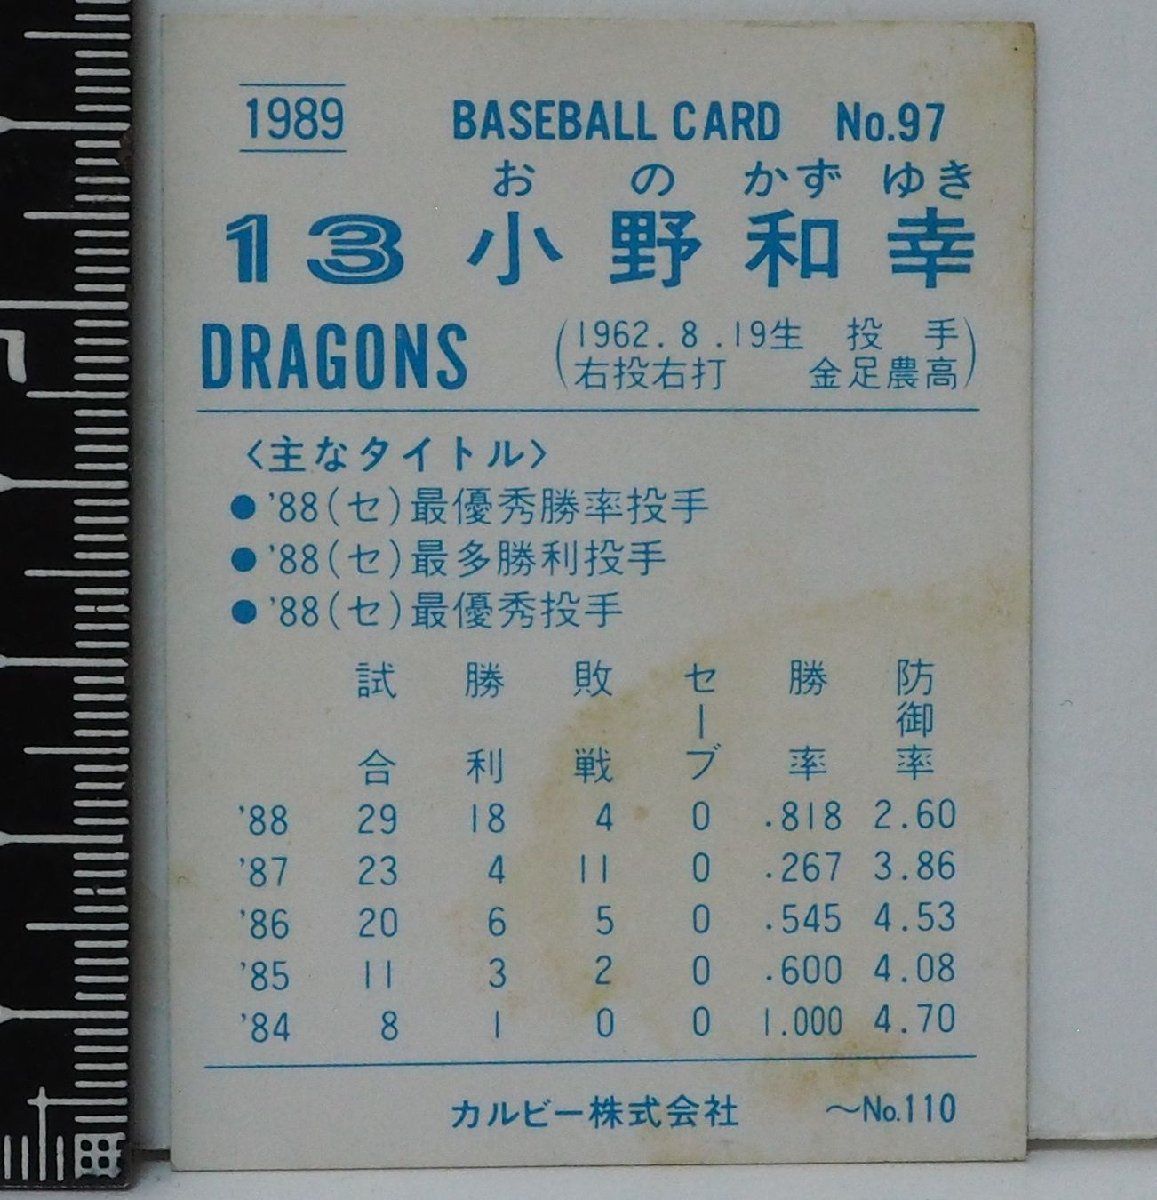 1989 BASEBALL CARD No.97
おの かずゆき
13 小野和幸
DRAGONS (1962.8.19生 投手
右投右打 金足農高)
〈主なタイトル〉
●'88(セ)最優秀勝率投手
●'88(セ)最多勝利投手
●'88(セ)最優秀投手
試合 勝利 敗戦 セーブ 勝率 防御率
'88 29 18 4 0 .818 2.60
'87 23 4 11 0 .267 3.86
'86 20 6 5 0 .545 4.53
'85 11 3 2 0 .600 4.08
'84 8 1 0 0 1.000 4.70
カルビー株式会社 〜No.110